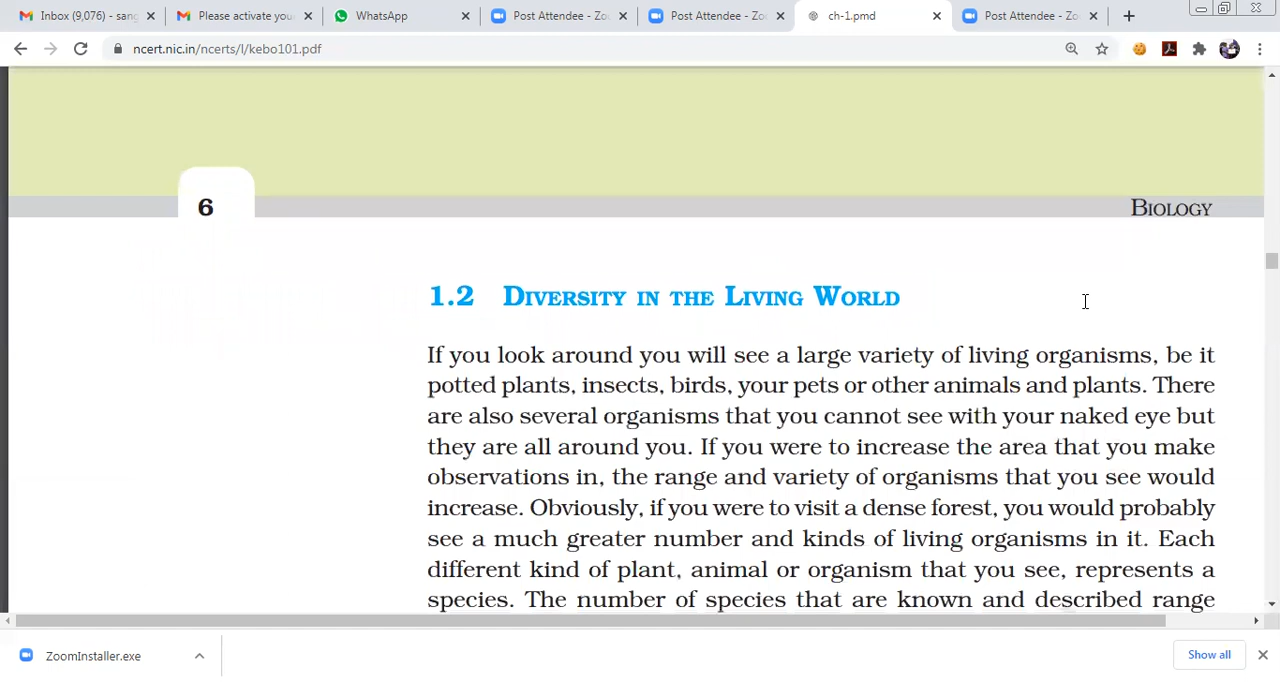 Inbox (9,076) - sang
Please activate you
WhatsApp
Post Attendee - Zo
Post Attendee - Zo
ch-1.pmd
Post Attendee - Zo
ncert.nic.in/ncerts/l/kebo101.pdf
6
BIOLOGY
1.2 DIVERSITY IN THE LIVING WORLD
If you look around you will see a large variety of living organisms, be it
potted plants, insects, birds, your pets or other animals and plants. There
are also several organisms that you cannot see with your naked eye but
they are all around you. If you were to increase the area that you make
observations in, the range and variety of organisms that you see would
increase. Obviously, if you were to visit a dense forest, you would probably
see a much greater number and kinds of living organisms in it. Each
different kind of plant, animal or organism that you see, represents a
species. The number of species that are known and described range
ZoomInstaller.exe
Show all